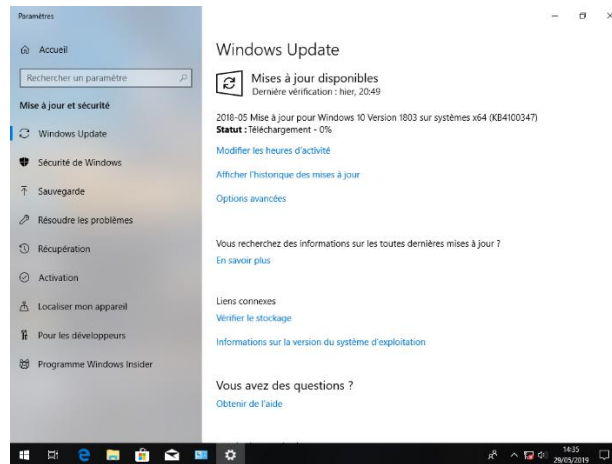 Paramètres
Accueil
Rechercher un paramètre
Mise à jour et sécurité
Windows Update
Sécurité de Windows
Sauvegarde
Résoudre les problèmes
Récupération
Activation
Localiser mon appareil
Pour les développeurs
Programme Windows Insider
Windows Update
Mises à jour disponibles
Dernière vérification : hier, 20:49
2018-05 Mise à jour pour Windows 10 Version 1803 sur systèmes x64 (KB4100347)
Statut : Téléchargement - 0%
Modifier les heures d'activité
Afficher l'historique des mises à jour
Options avancées
Vous recherchez des informations sur les toutes dernières mises à jour ?
En savoir plus
Liens connexes
Vérifier le stockage
Informations sur la version du système d'exploitation
Vous avez des questions ?
Obtenir de l'aide
14:35
29/05/2019